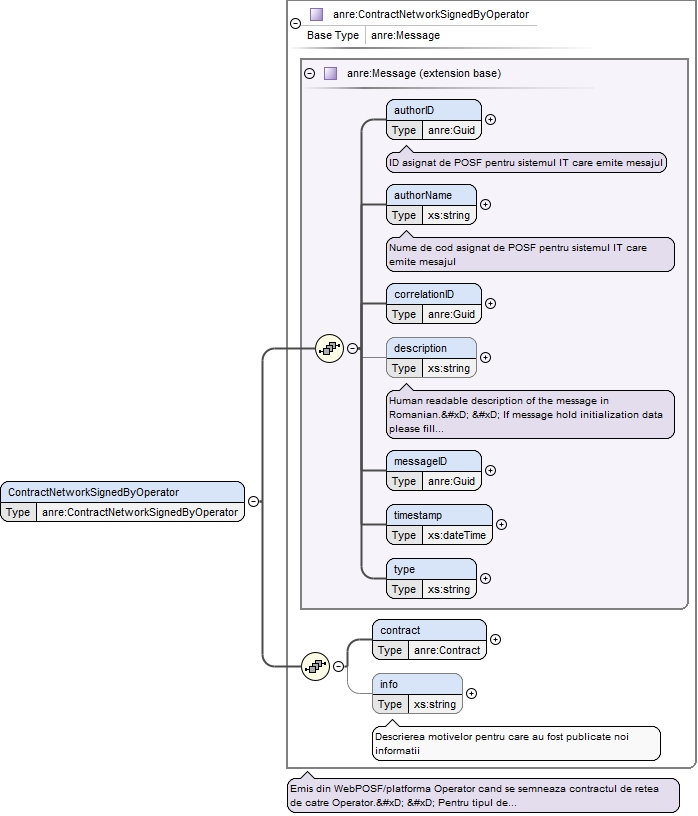 anre:ContractNetworkSignedByOperator
Base Type anre:Message
anre:Message (extension base)
authorID
Type anre:Guid
ID asignat de POSF pentru sistemul IT care emite mesajul
authorName
Type xs:string
Nume de cod asignat de POSF pentru sistemul IT care
emite mesajul
correlationID
Type anre:Guid
description
Type xs:string
Human readable description of the message in
Romanian.&#xD; &#xD; If message hold initialization data
please fill...
messageID
Type anre:Guid
timestamp
Type xs:dateTime
type
Type xs:string
ContractNetworkSignedByOperator
Type anre:ContractNetworkSignedByOperator
contract
Type anre:Contract
info
Type xs:string
Descrierea motivelor pentru care au fost publicate noi
informatii
Emis din WebPOSF/platforma Operator cand se semneaza contractul de retea
de catre Operator.&#xD; &#xD; Pentru tipul de...